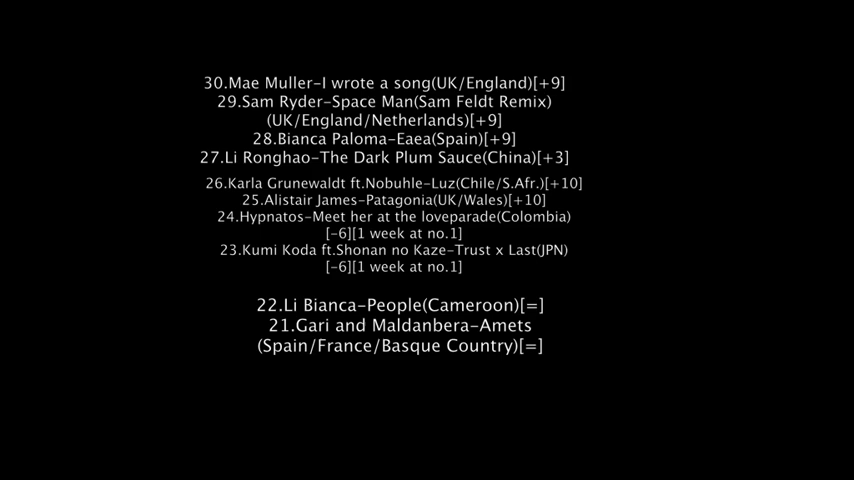 30.Mae Muller-I wrote a song(UK/England)[+9]
29.Sam Ryder-Space Man(Sam Feldt Remix)
(UK/England/Netherlands)[+9]
28.Bianca Paloma-Eaea(Spain)[+9]
27.Li Ronghao-The Dark Plum Sauce(China)[+3]
26.Karla Grunewaldt ft.Nobuhle-Luz(Chile/S.Afr.)[+10]
25.Alistair James-Patagonia(UK/Wales)[+10]
24.Hypnatos-Meet her at the loveparade(Colombia)
[-6][1 week at no.1]
23.Kumi Koda ft.Shonan no Kaze-Trust x Last(JPN)
[-6][1 week at no.1]
22.Li Bianca-People(Cameroon)[=]
21.Gari and Maldanbera-Amets
(Spain/France/Basque Country)[=]